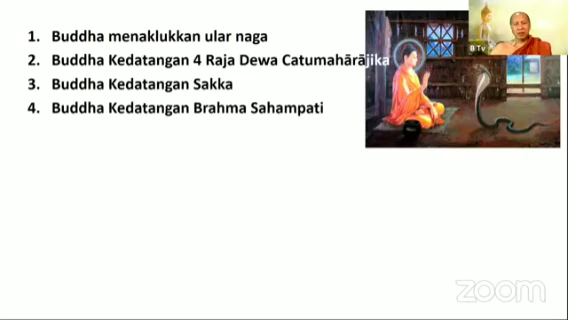 1. Buddha menaklukkan ular naga
2. Buddha Kedatangan 4 Raja Dewa Catumahārājika
3. Buddha Kedatangan Sakka
4. Buddha Kedatangan Brahma Sahampati
B Tv
zoom